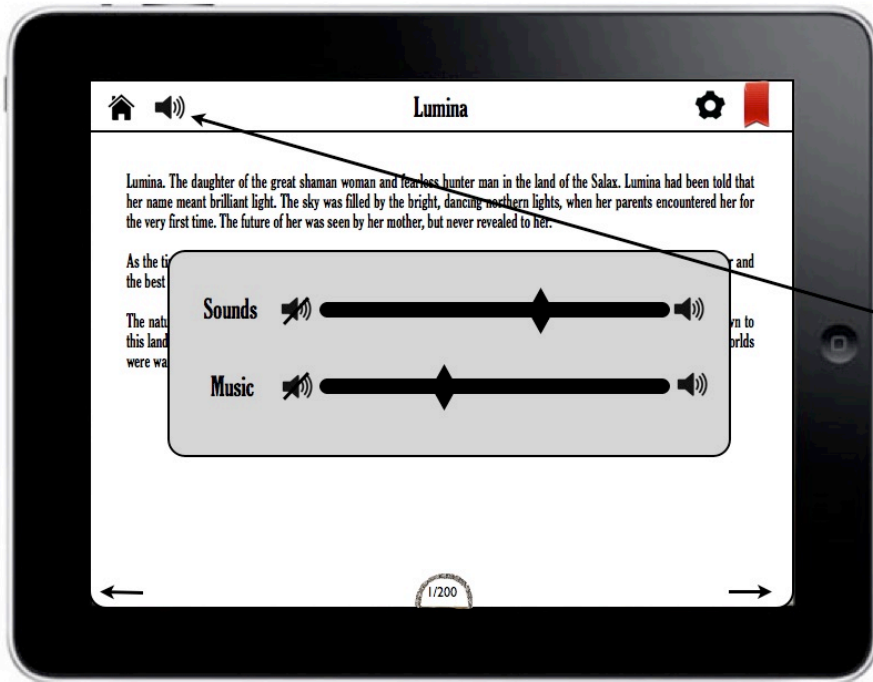 Lumina
Lumina. The daughter of the great shaman woman and fearless hunter man in the land of the Salax. Lumina had been told that
her name meant brilliant light. The sky was filled by the bright, dancing northern lights, when her parents encountered her for
the very first time. The future of her was seen by her mother, but never revealed to her.
As the and
the best
The to
this land
were
Sounds
Music
1/200